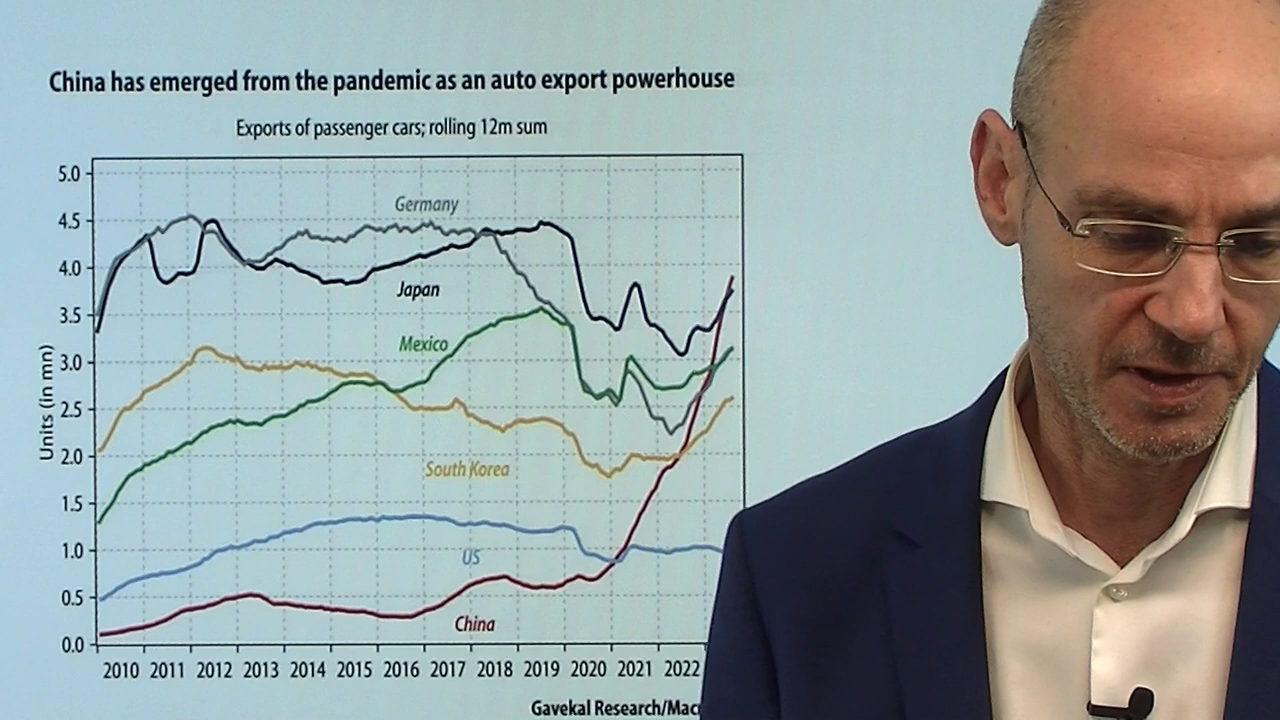 China has emerged from the pandemic as an auto export powerhouse
Exports of passenger cars; rolling 12m sum
Units (in mn)
5.0
4.5
4.0
3.5
3.0
2.5
2.0
1.5
1.0
0.5
0.0
Germany
Japan
Mexico
South Korea
US
China
2010 2011 2012 2013 2014 2015 2016 2017 2018 2019 2020 2021 2022
Gavekal Research/